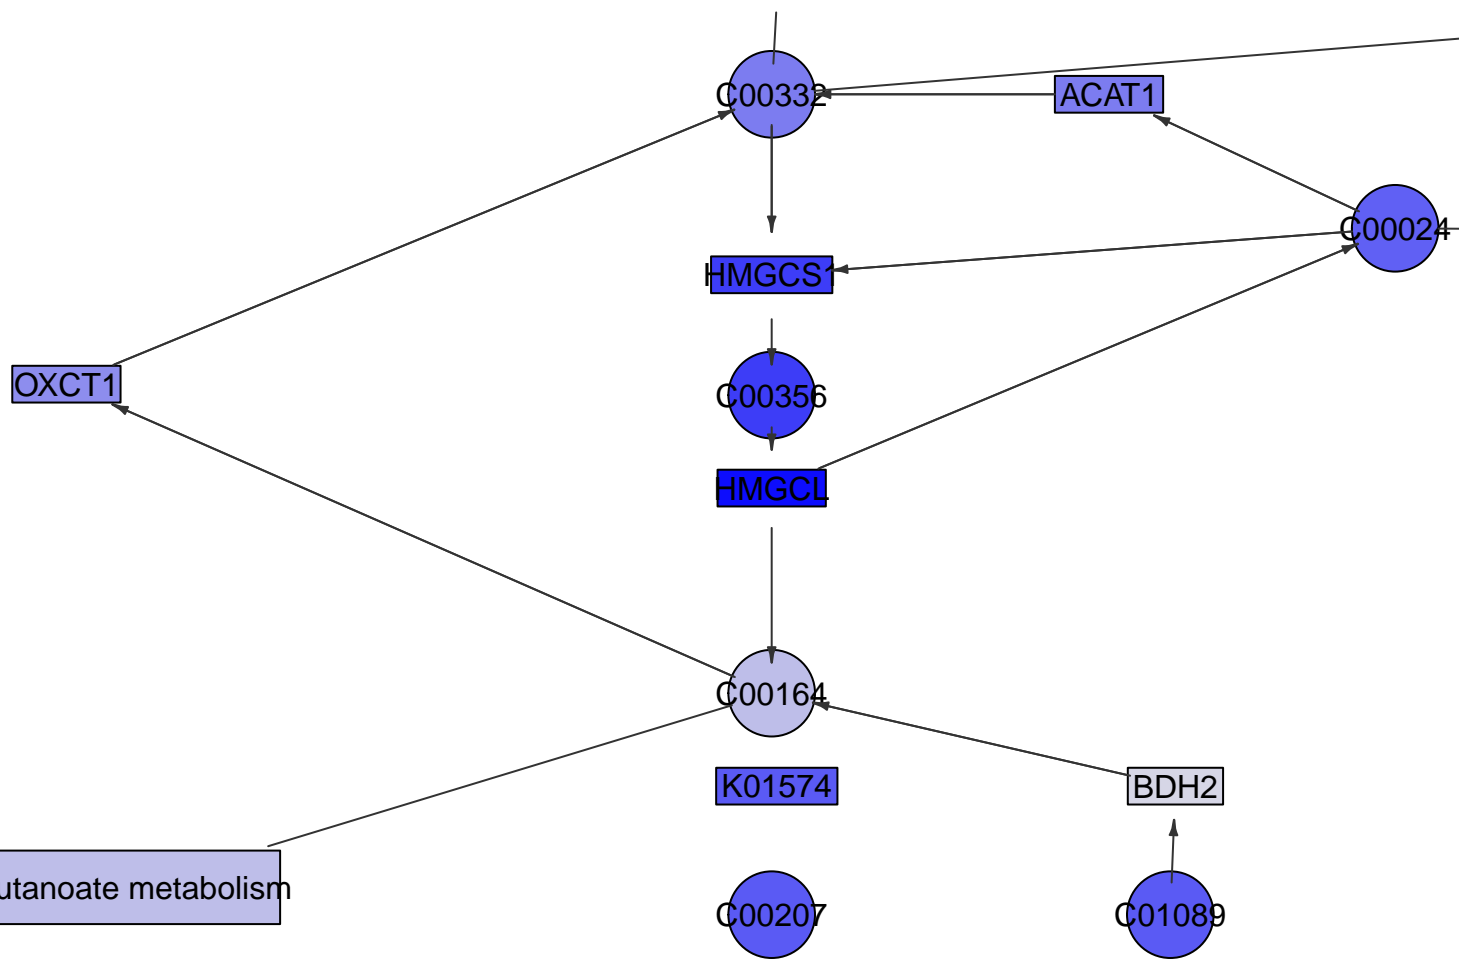 C00332
ACAT1
C00024
HMGCS1
OXCT1
C00356
HMGCL
C00164
K01574
BDH2
utanoate metabolism
C00207
C01089